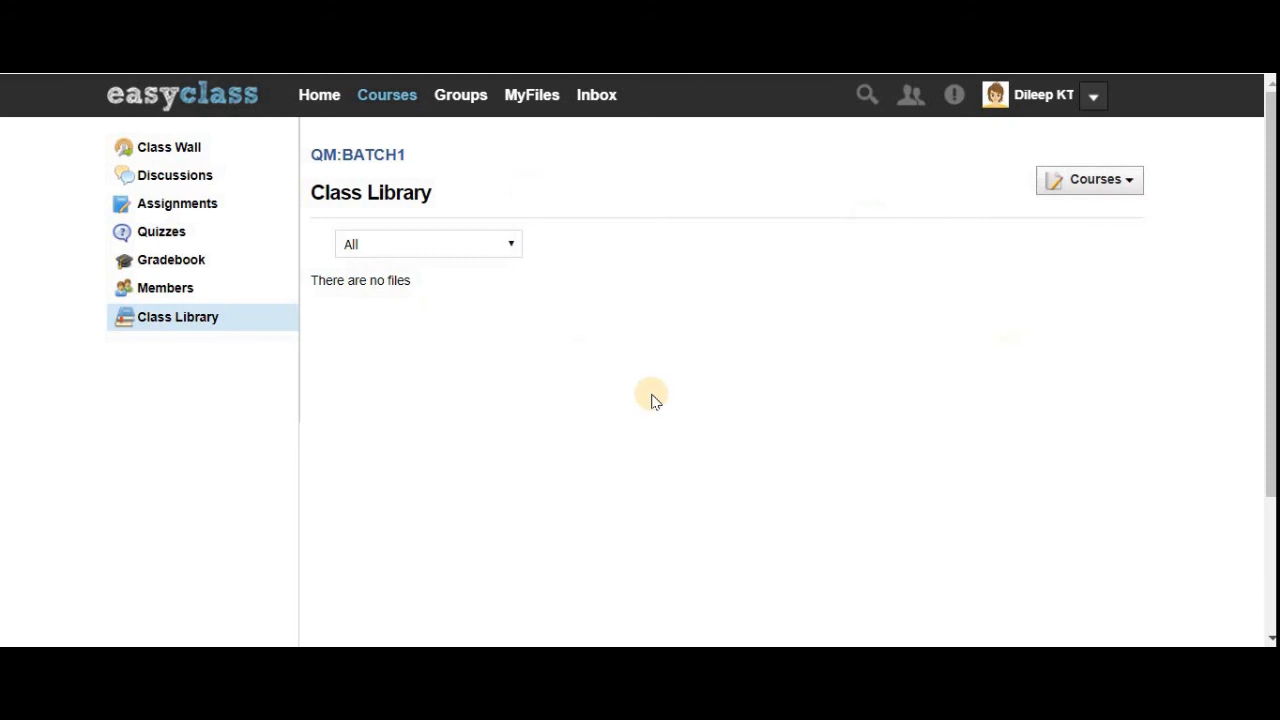 easyclass Home Courses Groups MyFiles Inbox Dileep KT
Class Wall
Discussions
Assignments
Quizzes
Gradebook
Members
Class Library
QM:BATCH1
Class Library
Courses
All
There are no files